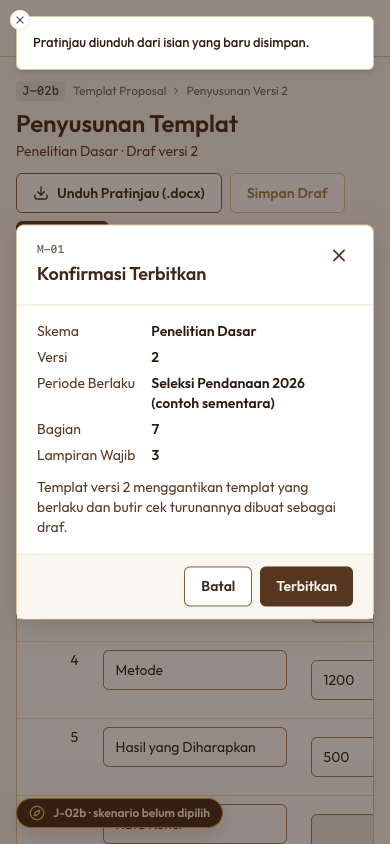 Pratinjau diunduh dari isian yang baru disimpan.
J-02b Templat Proposal > Penyusunan Versi 2
Penyusunan Templat
Penelitian Dasar · Draf versi 2
Unduh Pratinjau (.docx) Simpan Draf
M-01
Konfirmasi Terbitkan
Skema Penelitian Dasar
Versi 2
Periode Berlaku Seleksi Pendanaan 2026
(contoh sementara)
Bagian 7
Lampiran Wajib 3
Templat versi 2 menggantikan templat yang
berlaku dan butir cek turunannya dibuat sebagai
draf.
Batal Terbitkan
4 Metode 1200
5 Hasil yang Diharapkan 500
J-02b · skenario belum dipilih